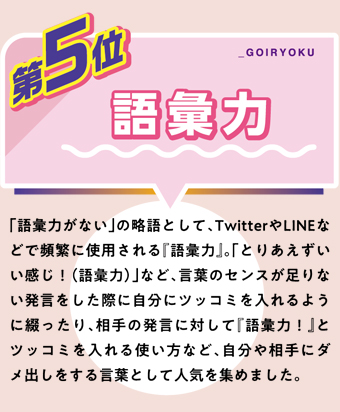 第5位
_GOIRYOKU
語彙力
「語彙力がない」の略語として、TwitterやLINEな
どで頻繁に使用される『語彙力』。「とりあえずい
い感じ！（語彙力）」など、言葉のセンスが足りな
い発言をした際に自分にツッコミを入れるよう
に綴ったり、相手の発言に対して『語彙力！』と
ツッコミを入れる使い方など、自分や相手にダ
メ出しをする言葉として人気を集めました。